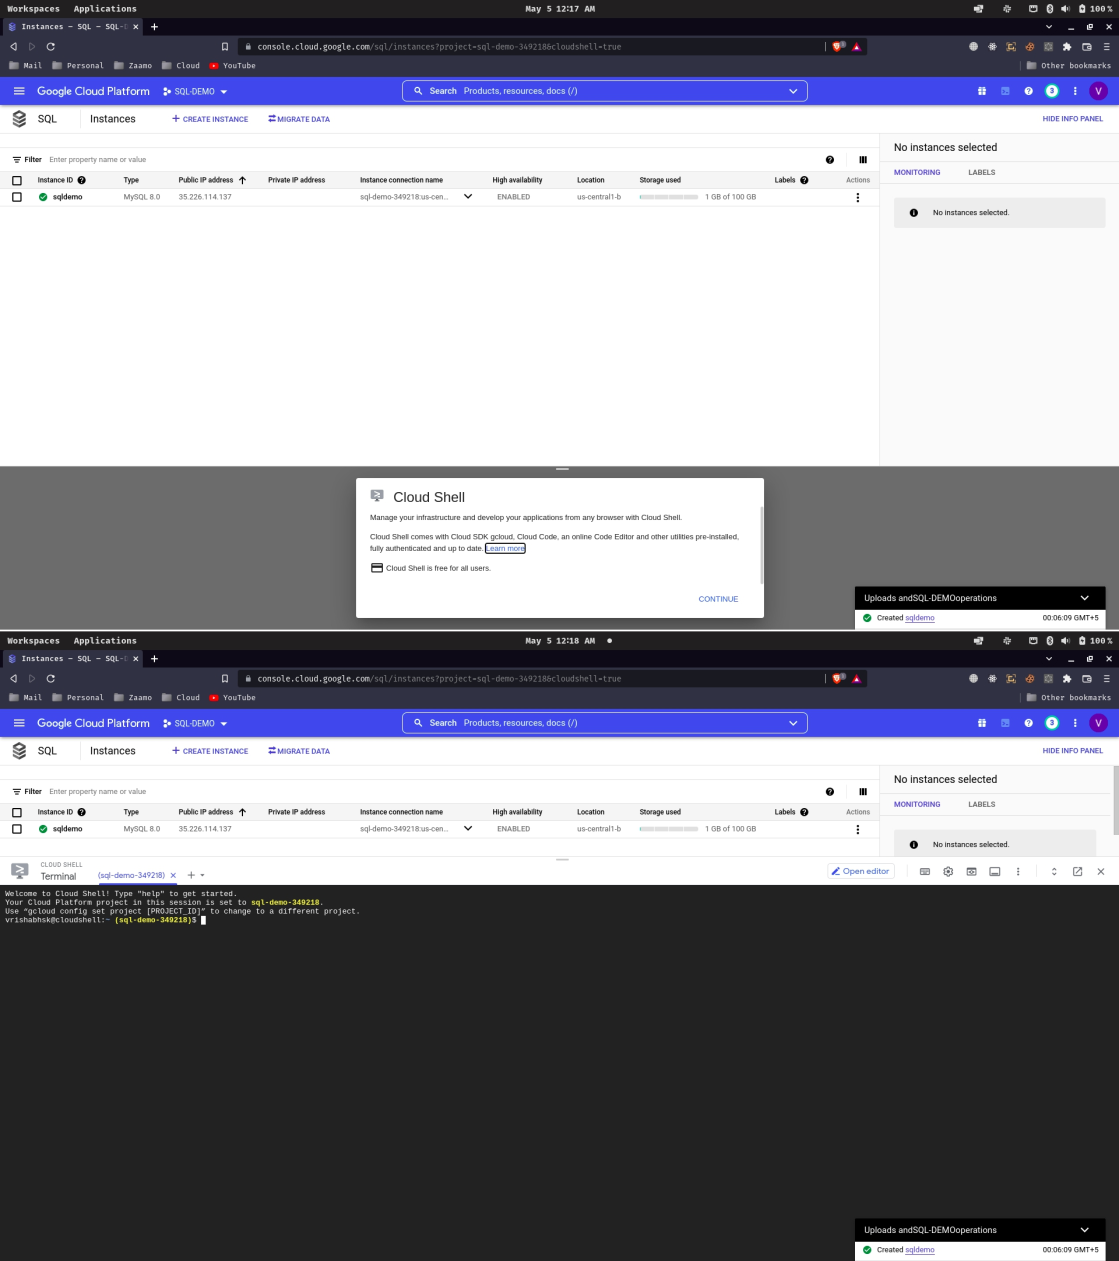 Workspaces Applications May 5 12:17 AM 100%
Instances – SQL – SQL-D
console.cloud.google.com/sql/instances?project=sql-demo-349218&cloudshell=true
Mail Personal Zaamo Cloud YouTube Other bookmarks
Google Cloud Platform SQL-DEMO Search Products, resources, docs (/) 3 V
SQL Instances CREATE INSTANCE MIGRATE DATA HIDE INFO PANEL
No instances selected
Filter Enter property name or value
MONITORING LABELS
Instance ID Type Public IP address Private IP address Instance connection name High availability Location Storage used Labels Actions
sqldemo MySQL 8.0 35.226.114.137 sql-demo-349218:us-cen... ENABLED us-central1-b 1 GB of 100 GB
No instances selected.
Cloud Shell
Manage your infrastructure and develop your applications from any browser with Cloud Shell.
Cloud Shell comes with Cloud SDK gcloud, Cloud Code, an online Code Editor and other utilities pre-installed,
fully authenticated and up to date. Learn more
Cloud Shell is free for all users.
CONTINUE
Uploads andSQL-DEMOoperations
Created sqldemo 00:06:09 GMT+5
Workspaces Applications May 5 12:18 AM 100%
Instances – SQL – SQL-D
console.cloud.google.com/sql/instances?project=sql-demo-349218&cloudshell=true
Mail Personal Zaamo Cloud YouTube Other bookmarks
Google Cloud Platform SQL-DEMO Search Products, resources, docs (/) 3 V
SQL Instances CREATE INSTANCE MIGRATE DATA HIDE INFO PANEL
No instances selected
Filter Enter property name or value
MONITORING LABELS
Instance ID Type Public IP address Private IP address Instance connection name High availability Location Storage used Labels Actions
sqldemo MySQL 8.0 35.226.114.137 sql-demo-349218:us-cen... ENABLED us-central1-b 1 GB of 100 GB
No instances selected.
CLOUD SHELL
Terminal (sql-demo-349218) Open editor
Welcome to Cloud Shell! Type "help" to get started.
Your Cloud Platform project in this session is set to sql-demo-349218.
Use “gcloud config set project [PROJECT_ID]” to change to a different project.
vrishabhsk@cloudshell:~ (sql-demo-349218)$
Uploads andSQL-DEMOoperations
Created sqldemo 00:06:09 GMT+5